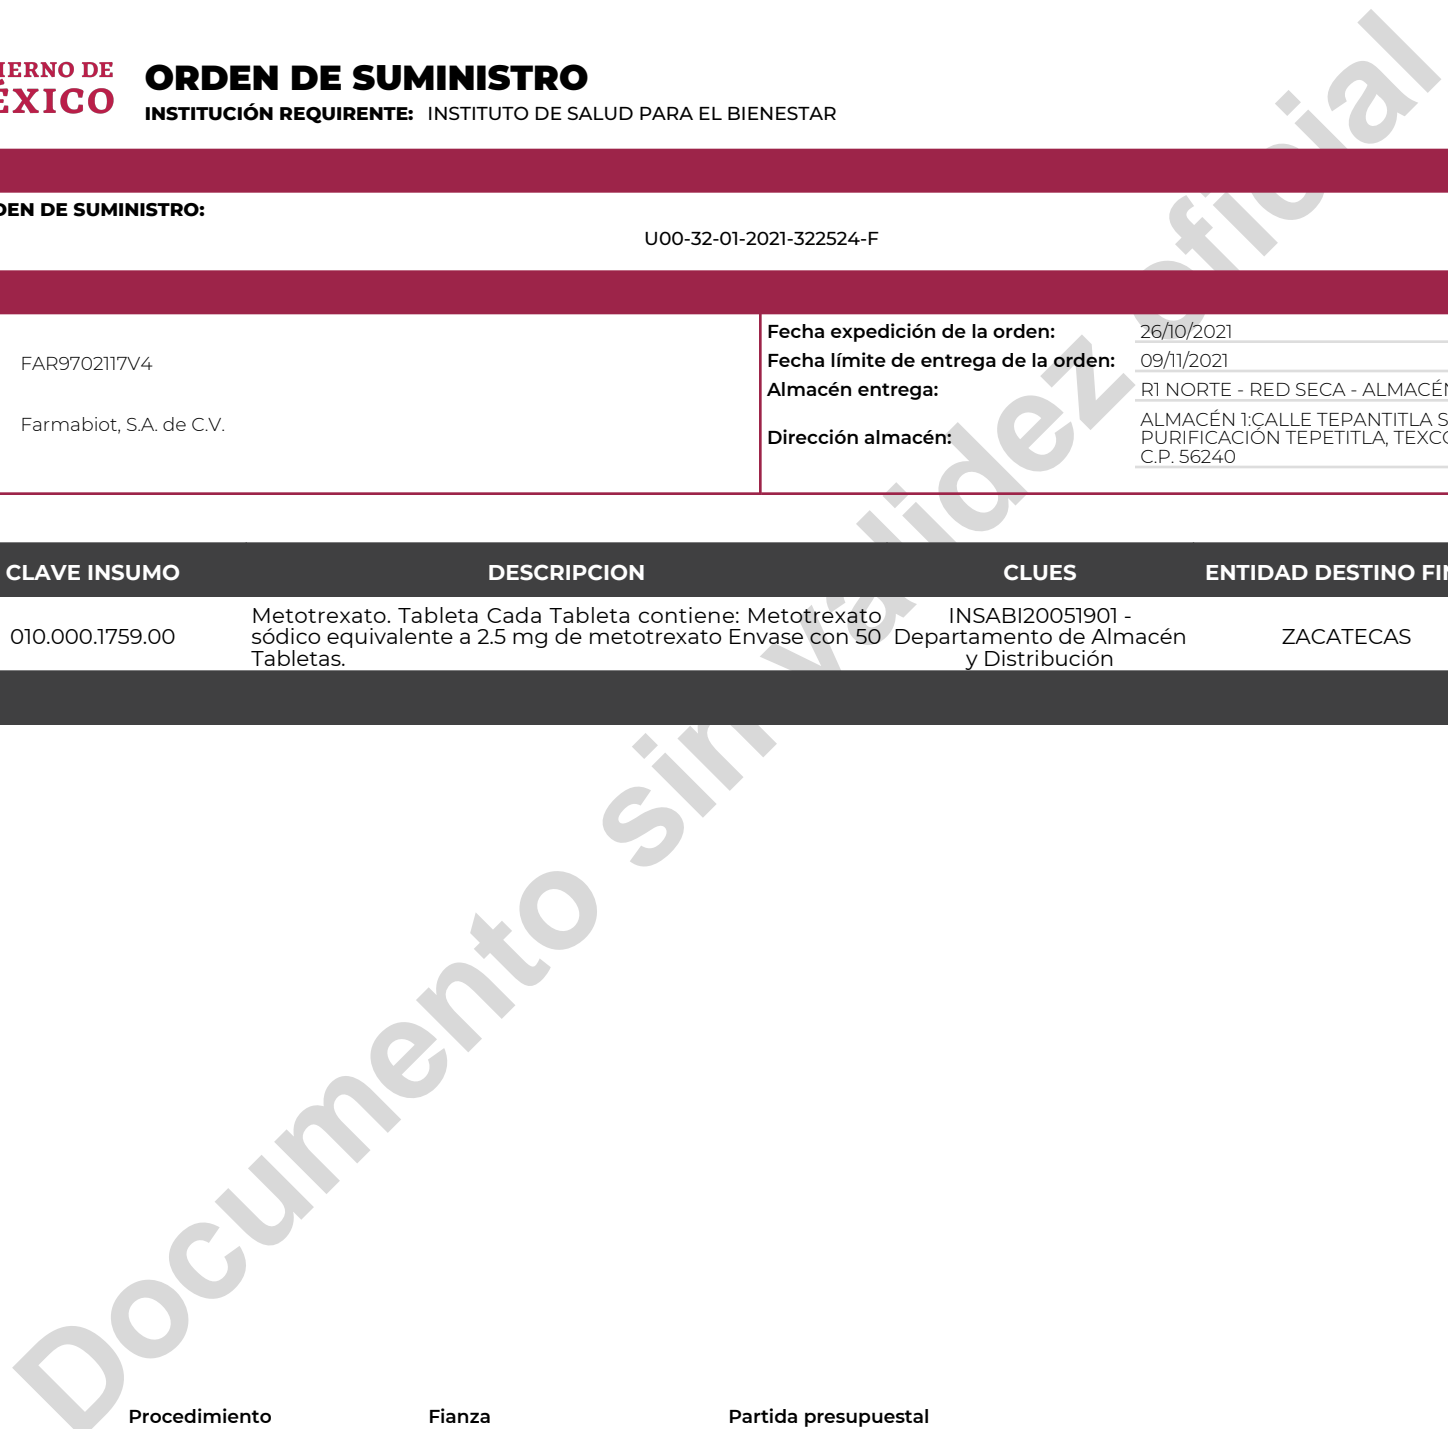 IERNO DE
ÉXICO
ORDEN DE SUMINISTRO
INSTITUCIÓN REQUIRENTE: INSTITUTO DE SALUD PARA EL BIENESTAR
DEN DE SUMINISTRO:
U00-32-01-2021-322524-F
FAR9702117V4
Farmabiot, S.A. de C.V.
Fecha expedición de la orden: 26/10/2021
Fecha límite de entrega de la orden: 09/11/2021
Almacén entrega: R1 NORTE - RED SECA - ALMACÉN
Dirección almacén: ALMACÉN 1:CALLE TEPANTITLA S
PURIFICACIÓN TEPETITLA, TEXCO
C.P. 56240
CLAVE INSUMO DESCRIPCION CLUES ENTIDAD DESTINO FIN
010.000.1759.00
Metotrexato. Tableta Cada Tableta contiene: Metotrexato
sódico equivalente a 2.5 mg de metotrexato Envase con 50
Tabletas.
INSABI20051901 -
Departamento de Almacén
y Distribución
ZACATECAS
Documento sin validez oficial
Procedimiento Fianza Partida presupuestal